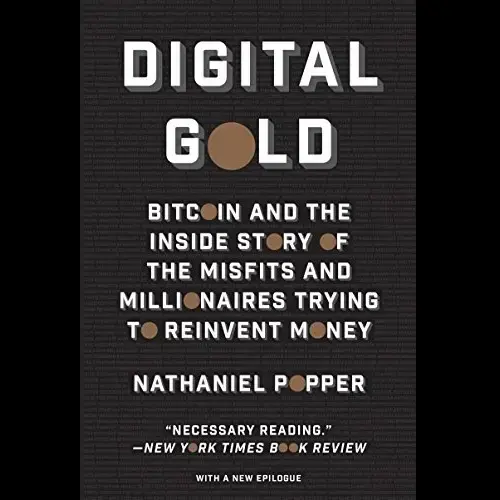 DIGITAL
GOLD
BITCOIN AND THE
INSIDE STORY OF
THE MISFITS AND
MILLIONAIRES TRYING
TO REINVENT MONEY
NATHANIEL POPPER
“NECESSARY READING.”
—NEW YORK TIMES BOOK REVIEW
WITH A NEW EPILOGUE